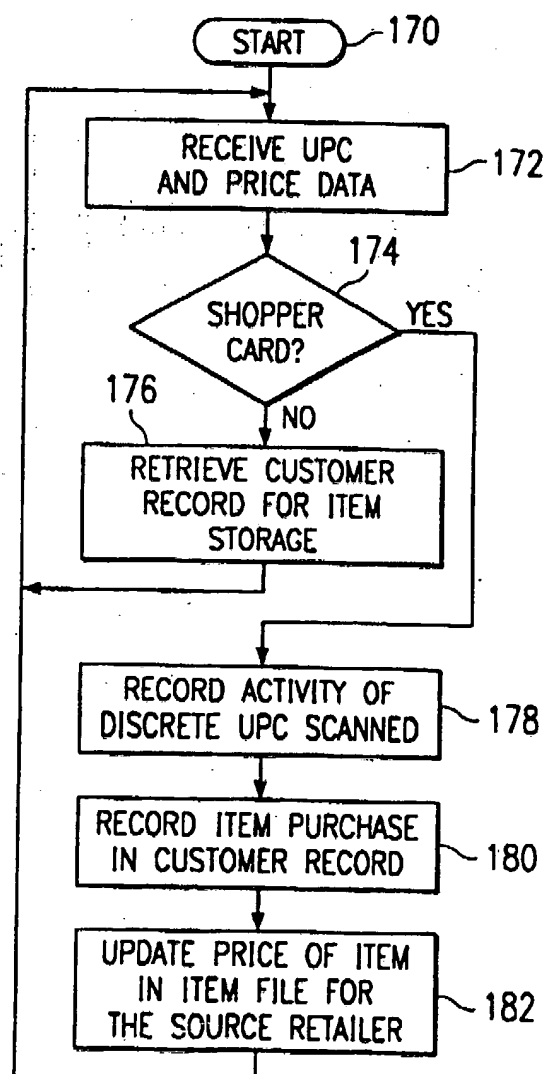 START
170
RECEIVE UPC
AND PRICE DATA
172
174
SHOPPER
CARD?
YES
176
NO
RETRIEVE CUSTOMER
RECORD FOR ITEM
STORAGE
RECORD ACTIVITY OF
DISCRETE UPC SCANNED
178
RECORD ITEM PURCHASE
IN CUSTOMER RECORD
180
UPDATE PRICE OF ITEM
IN ITEM FILE FOR
THE SOURCE RETAILER
182